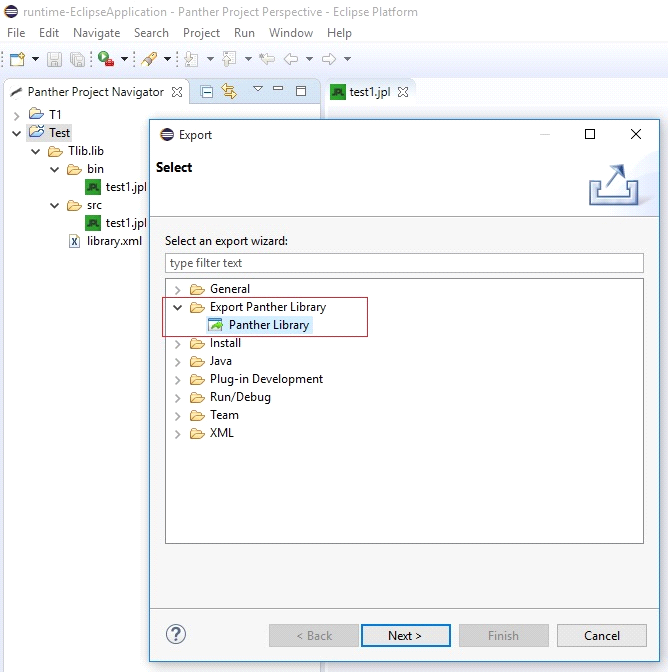 runtime-EclipseApplication - Panther Project Perspective - Eclipse Platform
File Edit Navigate Search Project Run Window Help
Panther Project Navigator
test1.jpl
T1
Test
Tlib.lib
bin
JPL test1.jpl
src
JPL test1.jpl
X library.xml
Export
Select
Select an export wizard:
type filter text
General
Export Panther Library
Panther Library
Install
Java
Plug-in Development
Run/Debug
Team
XML
? < Back Next > Finish Cancel